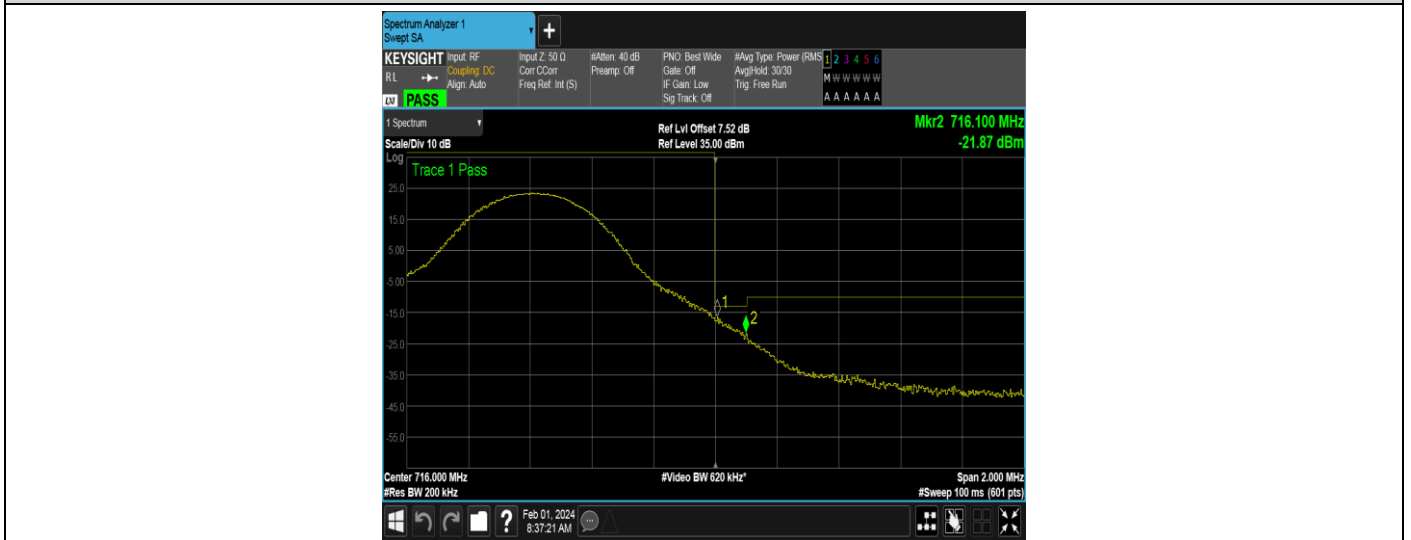 Spectrum Analyzer 1
Swept SA
+
KEYSIGHT
RL
LXI PASS
Input: RF
Coupling: DC
Align: Auto
Input Z: 50 Ω
Corr CCorr
Freq Ref: Int (S)
#Atten: 40 dB
Preamp: Off
PNO: Best Wide
Gate: Off
IF Gain: Low
Sig Track: Off
#Avg Type: Power (RMS
Avg|Hold: 30/30
Trig: Free Run
1 2 3 4 5 6
M W W W W W
A A A A A A
1 Spectrum
Scale/Div 10 dB
Ref Lvl Offset 7.52 dB
Ref Level 35.00 dBm
Mkr2 716.100 MHz
-21.87 dBm
Log
Trace 1 Pass
25.0
15.0
5.00
-5.00
-15.0
-25.0
-35.0
-45.0
-55.0
1
2
Center 716.000 MHz
#Res BW 200 kHz
#Video BW 620 kHz*
Span 2.000 MHz
#Sweep 100 ms (601 pts)
?
Feb 01, 2024
8:37:21 AM